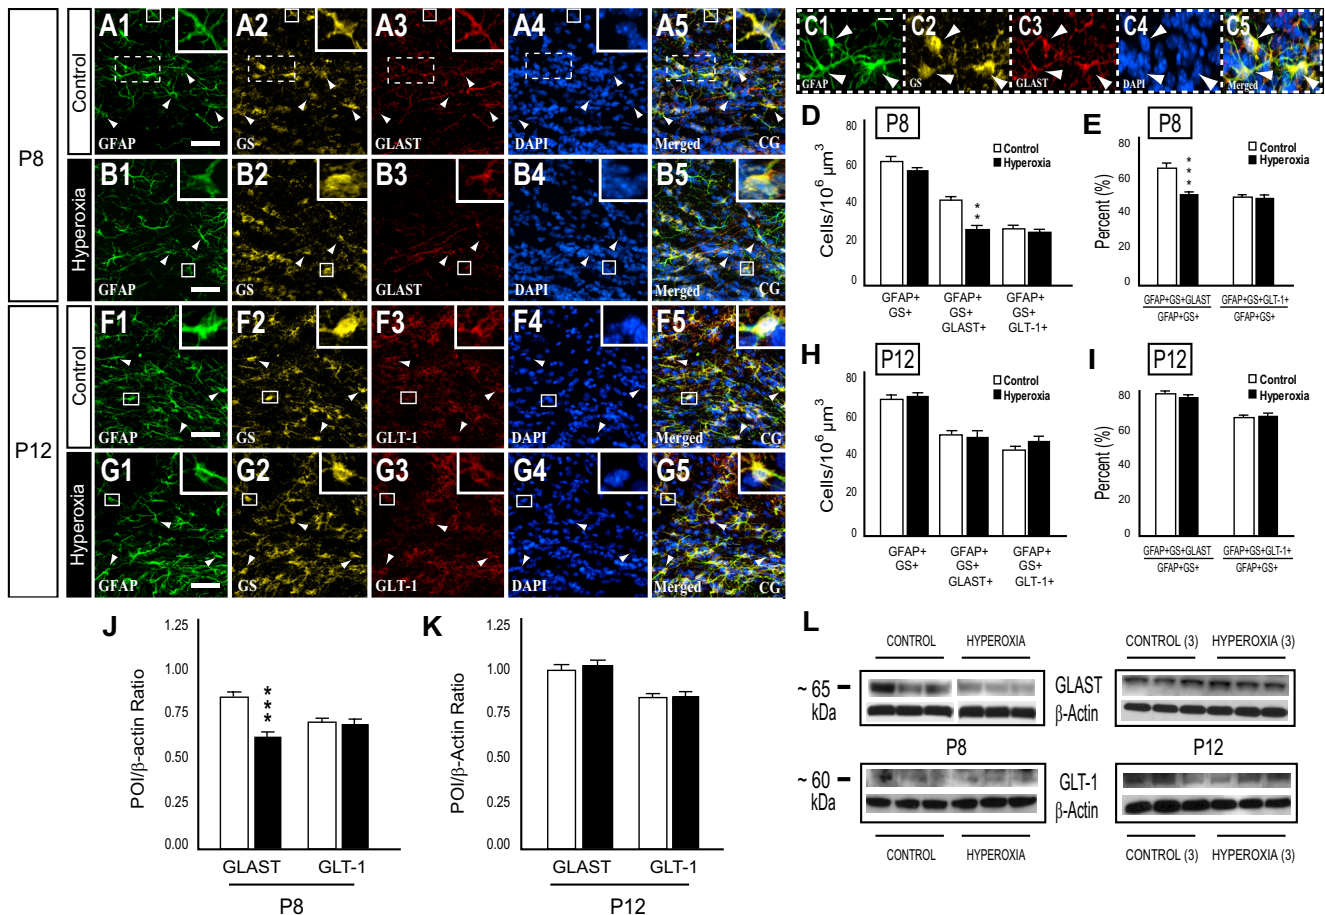 P8
Control
A1
A2
A3
A4
A5
GFAP
GS
GLAST
DAPI
Merged
CG
Hyperoxia
B1
B2
B3
B4
B5
GFAP
GS
GLAST
DAPI
Merged
CG
P12
Control
F1
F2
F3
F4
F5
GFAP
GS
GLT-1
DAPI
Merged
CG
Hyperoxia
G1
G2
G3
G4
G5
GFAP
GS
GLT-1
DAPI
Merged
CG
C1
C2
C3
C4
C5
GFAP
GS
GLAST
DAPI
Merged
D
P8
Control
Hyperoxia
Cells/10⁶ µm³
80
60
40
20
0
**
GFAP+
GS+
GFAP+
GS+
GLAST+
GFAP+
GS+
GLT-1+
E
P8
Control
Hyperoxia
Percent (%)
80
60
40
20
0
***
GFAP+GS+GLAST
GFAP+GS+
GFAP+GS+GLT-1+
GFAP+GS+
H
P12
Control
Hyperoxia
Cells/10⁶ µm³
80
60
40
20
0
GFAP+
GS+
GFAP+
GS+
GLAST+
GFAP+
GS+
GLT-1+
I
P12
Control
Hyperoxia
Percent (%)
80
60
40
20
0
GFAP+GS+GLAST
GFAP+GS+
GFAP+GS+GLT-1+
GFAP+GS+
J
POI/β-actin Ratio
1.25
1.00
0.75
0.50
0.25
0.00
***
GLAST
GLT-1
P8
K
POI/β-Actin Ratio
1.25
1.00
0.75
0.50
0.25
0.00
GLAST
GLT-1
P12
L
CONTROL
HYPEROXIA
CONTROL (3)
HYPEROXIA (3)
~ 65
kDa
GLAST
β-Actin
P8
P12
~ 60
kDa
GLT-1
β-Actin
CONTROL
HYPEROXIA
CONTROL (3)
HYPEROXIA (3)